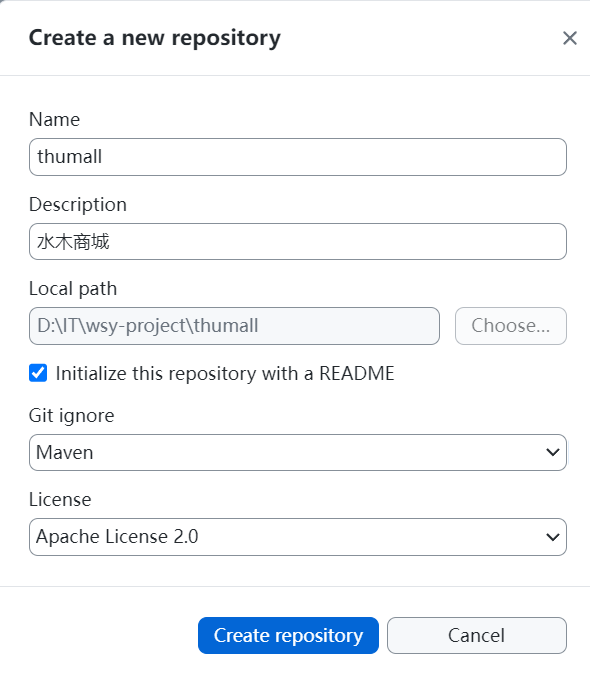 Create a new repository
Name
thumall
Description
水木商城
Local path
D:\IT\wsy-project\thumall
Choose...
Initialize this repository with a README
Git ignore
Maven
License
Apache License 2.0
Create repository
Cancel